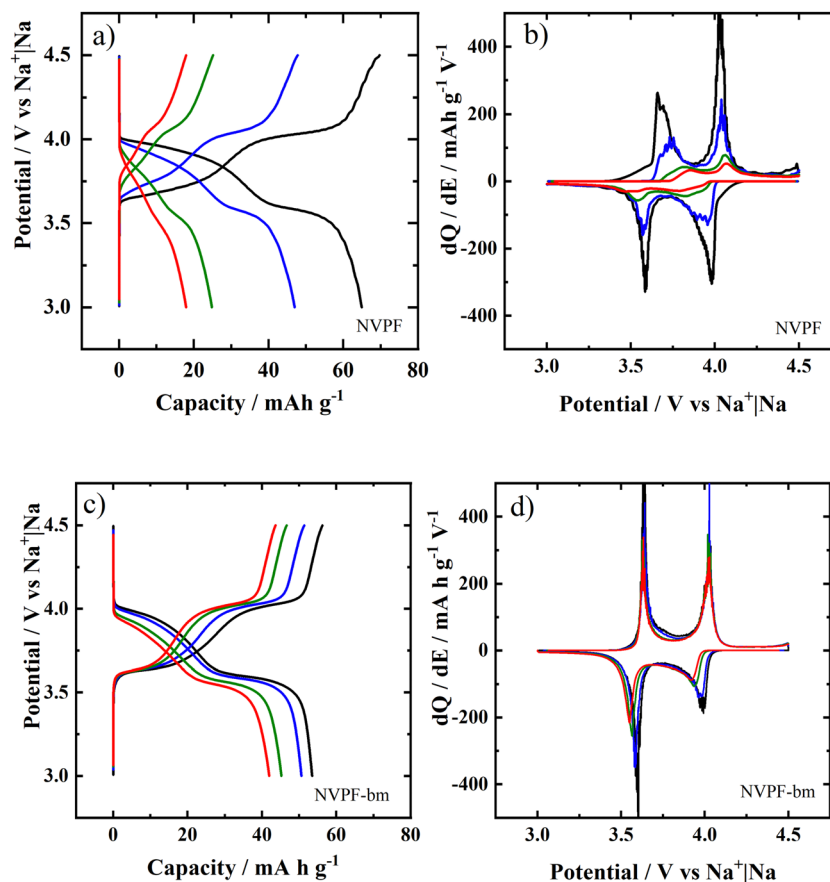 a)
Potential / V vs Na⁺|Na
4.5
4.0
3.5
3.0
NVPF
0 20 40 60 80
Capacity / mAh g⁻¹
b)
dQ / dE / mAh g⁻¹ V⁻¹
400
200
0
-200
-400
NVPF
3.0 3.5 4.0 4.5
Potential / V vs Na⁺|Na
c)
Potential / V vs Na⁺|Na
4.5
4.0
3.5
3.0
NVPF-bm
0 20 40 60 80
Capacity / mA h g⁻¹
d)
dQ / dE / mA h g⁻¹ V⁻¹
400
200
0
-200
-400
NVPF-bm
3.0 3.5 4.0 4.5
Potential / V vs Na⁺|Na